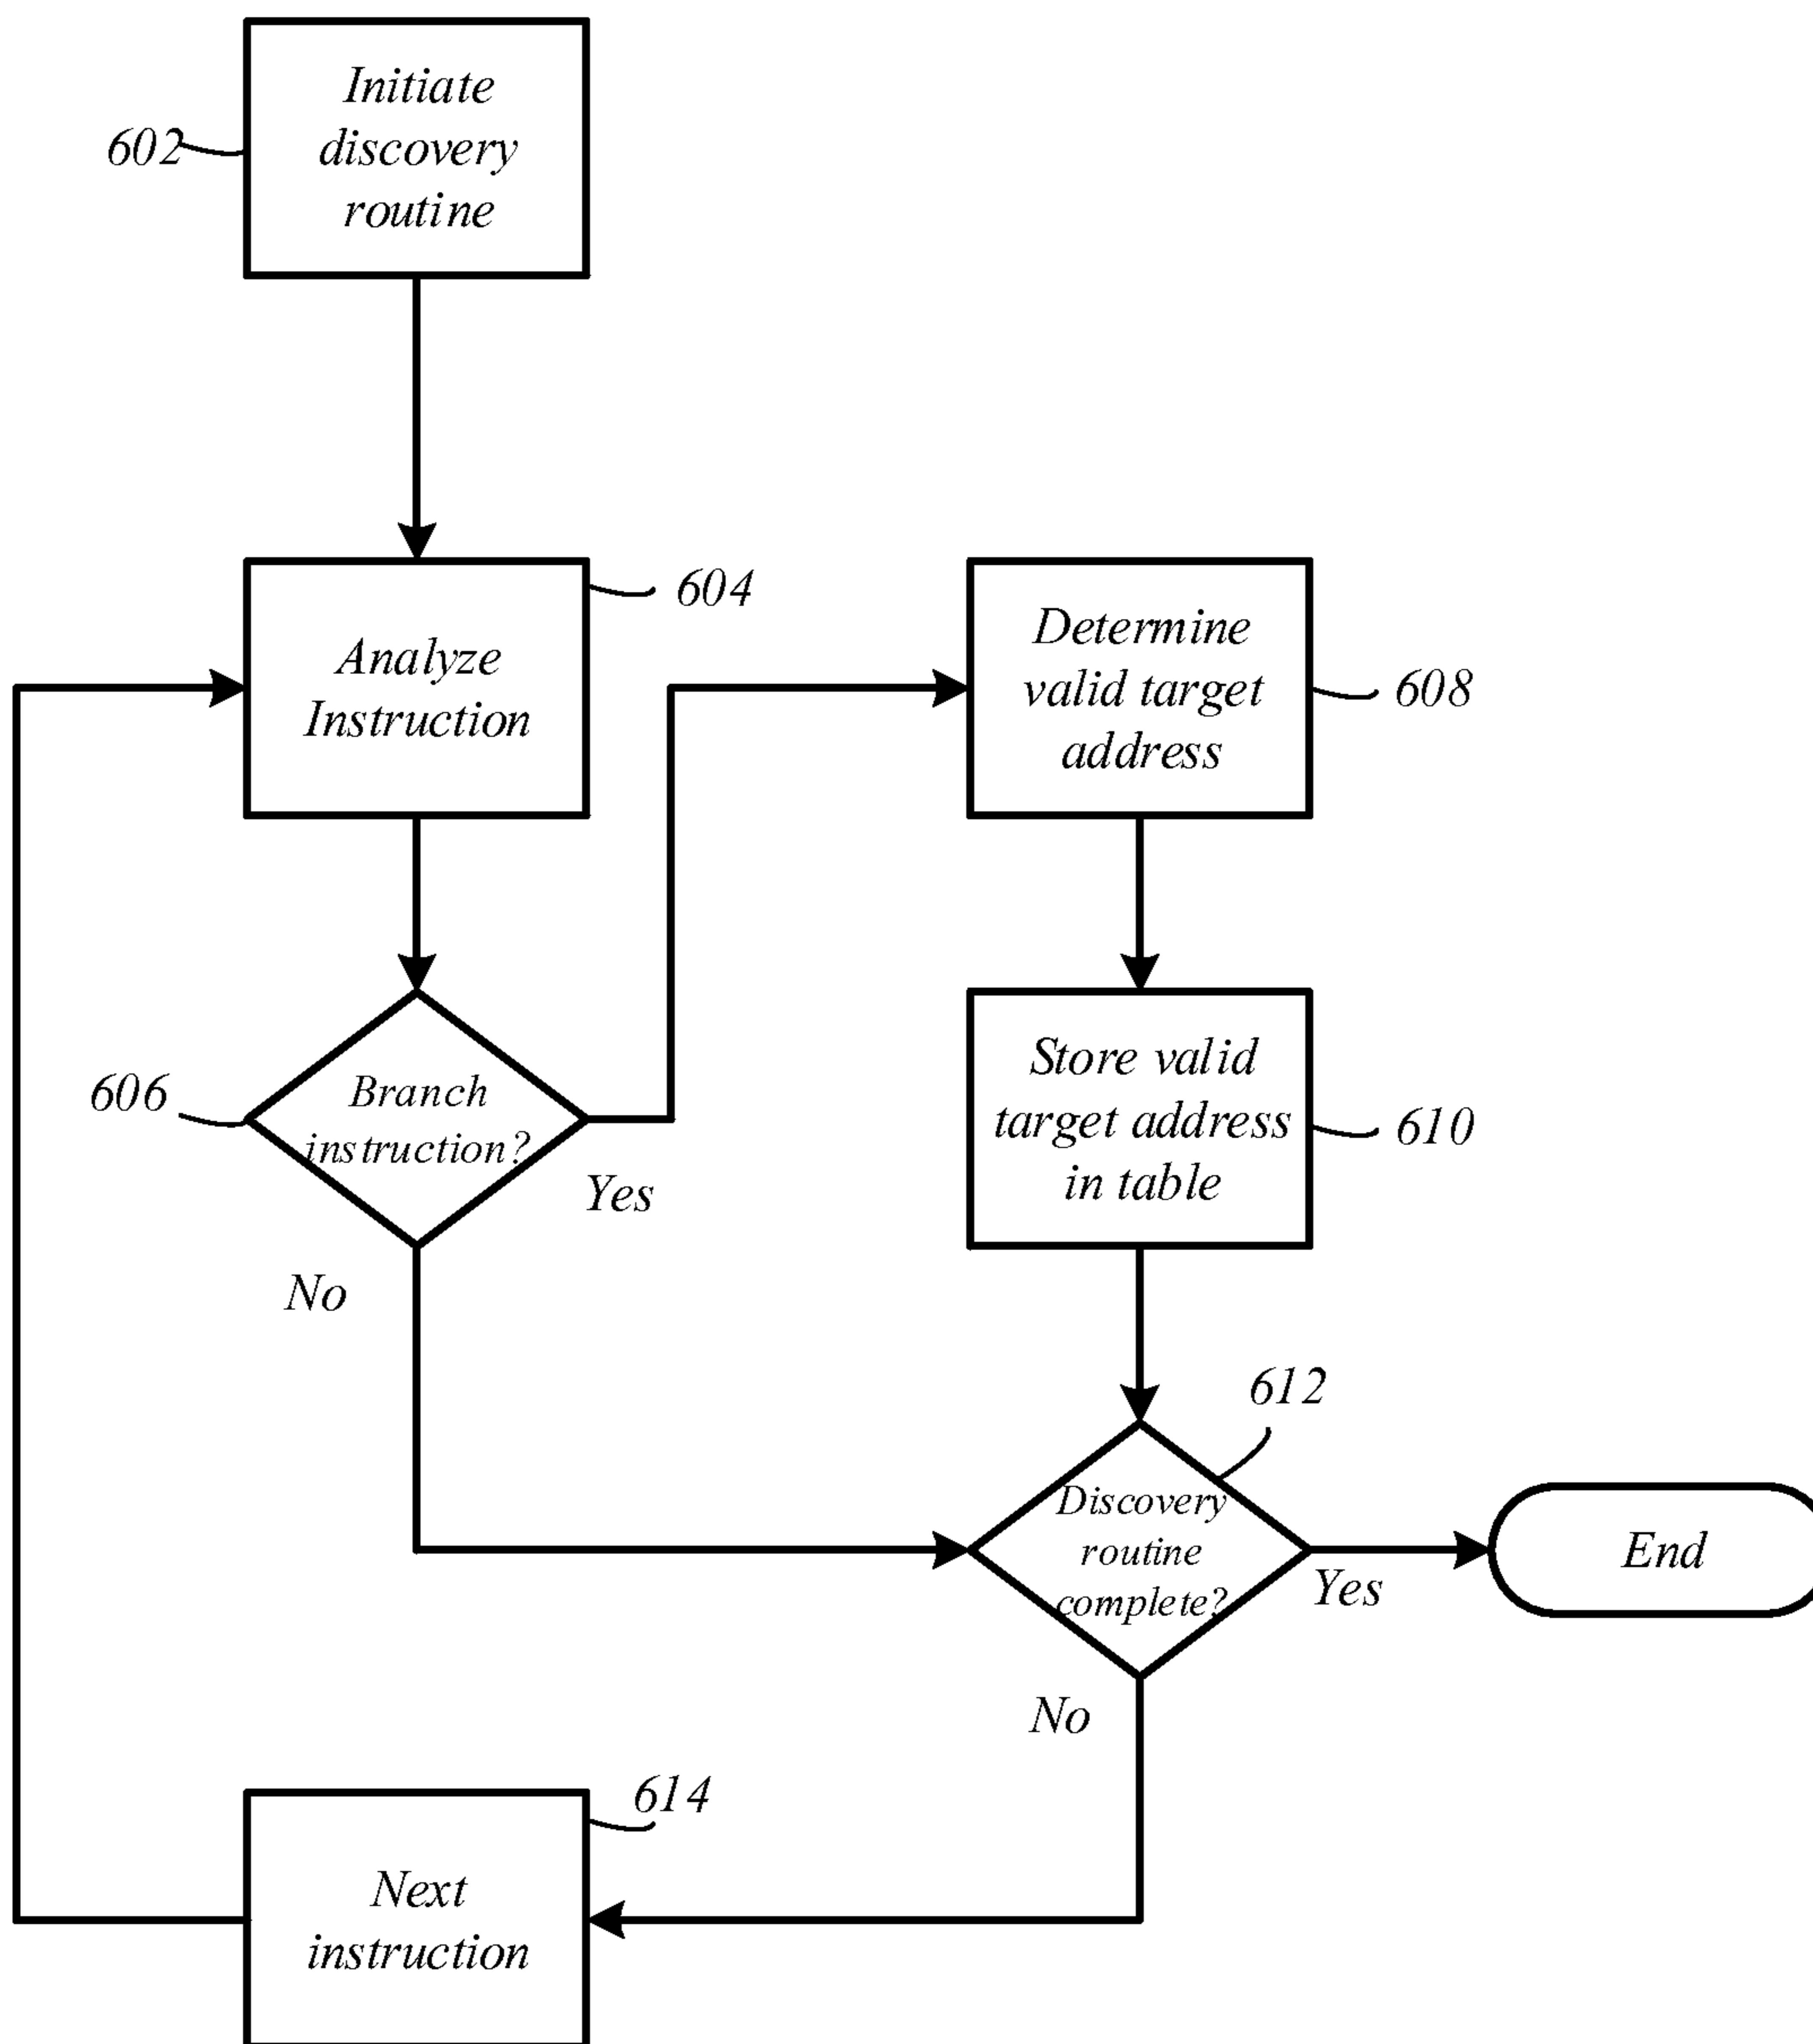 Initiate
discovery
routine
602
604
Analyze
Instruction
Determine
valid target
address
608
606
Branch
instruction?
Yes
No
Store valid
target address
in table
610
612
Discovery
routine
complete?
Yes
End
No
614
Next
instruction